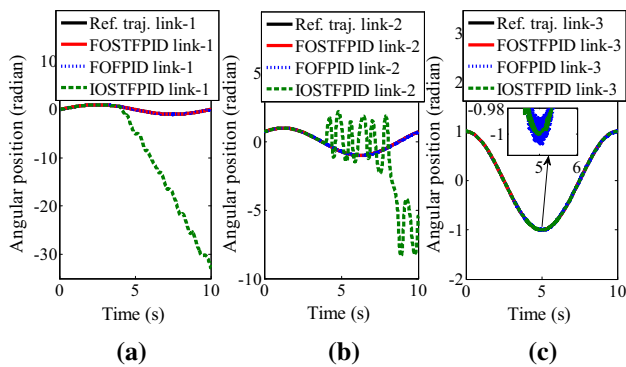 Ref. traj. link-1
FOSTFPID link-1
FOFPID link-1
IOSTFPID link-1
Angular position (radian)
0
-10
-20
-30
0
5
10
Time (s)
(a)
Ref. traj. link-2
FOSTFPID link-2
FOFPID link-2
IOSTFPID link-2
Angular position (radian)
5
0
-5
-10
0
5
10
Time (s)
(b)
Ref. traj. link-3
FOSTFPID link-3
FOFPID link-3
IOSTFPID link-3
Angular position (radian)
3
2
1
0
-1
-2
-0.98
-1
5
6
0
5
10
Time (s)
(c)